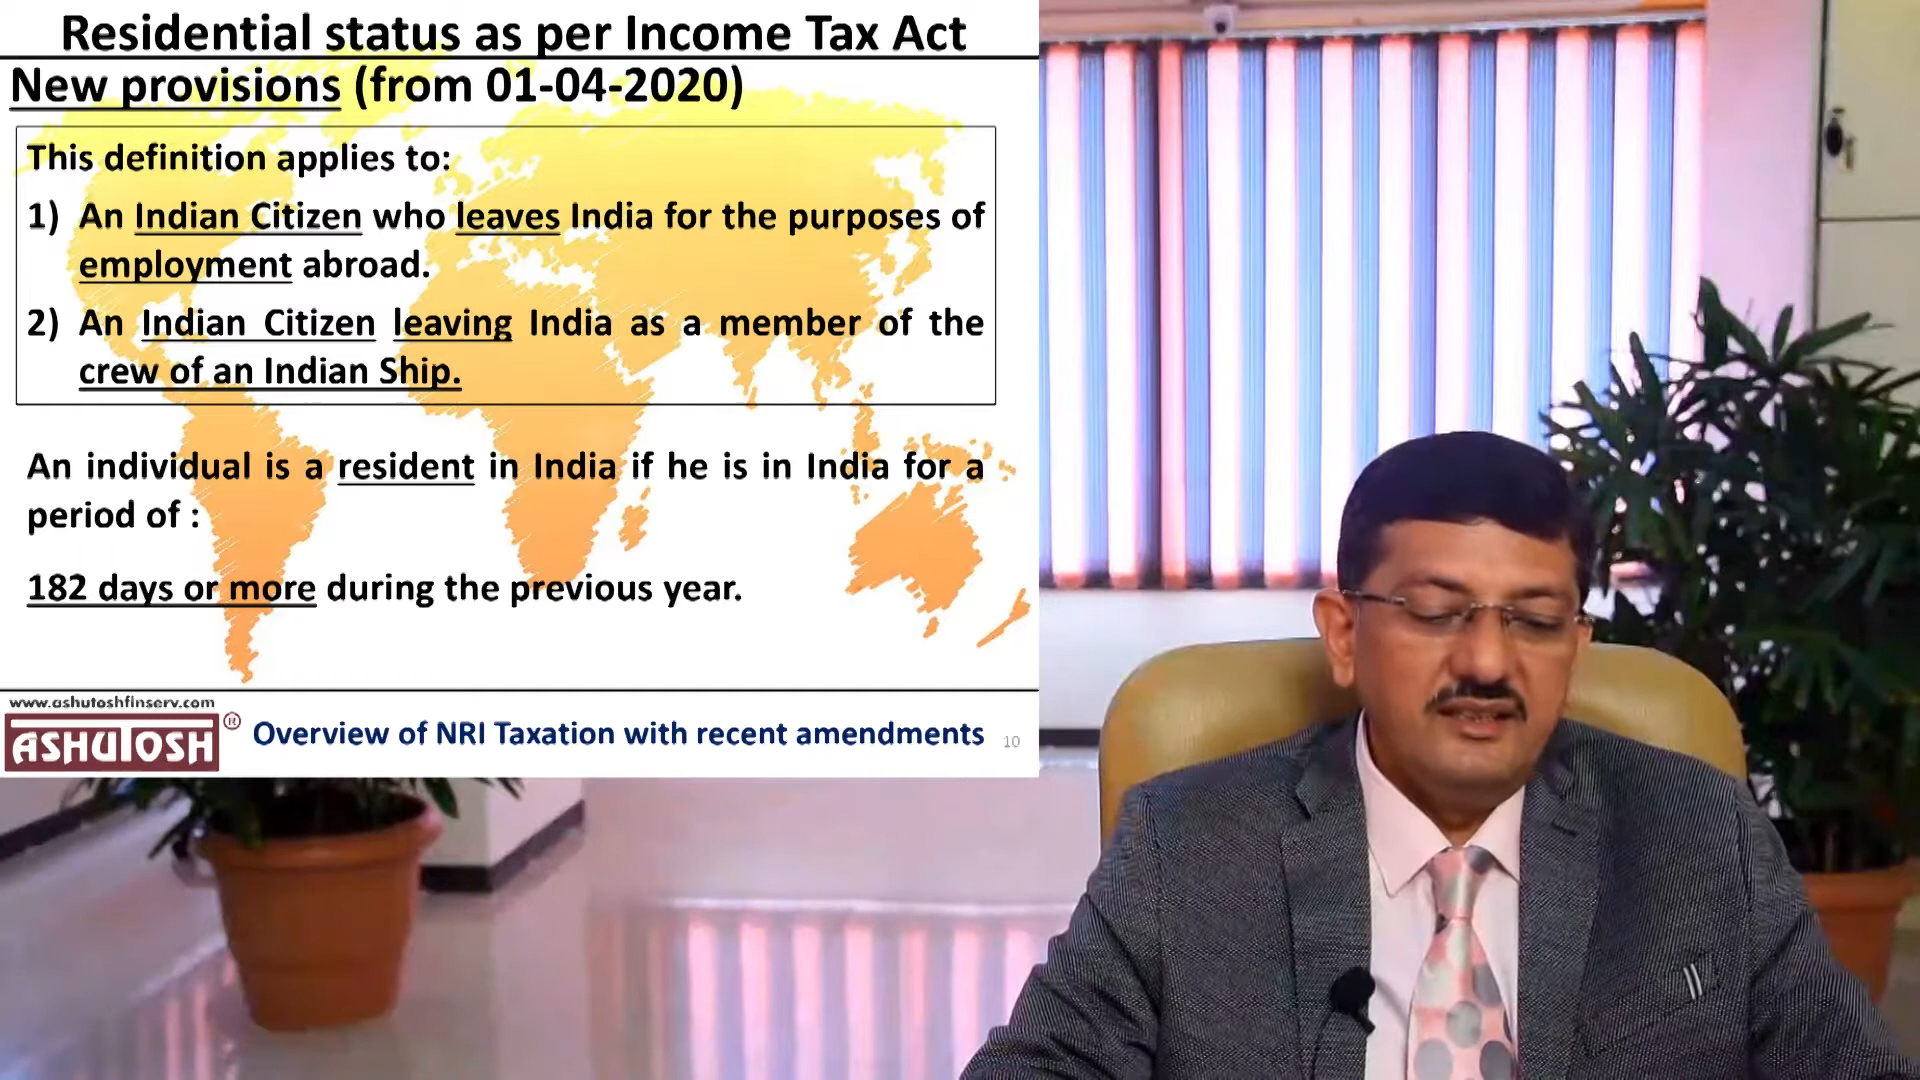 Residential status as per Income Tax Act
New provisions (from 01-04-2020)
This definition applies to:
1) An Indian Citizen who leaves India for the purposes of
employment abroad.
2) An Indian Citizen leaving India as a member of the
crew of an Indian Ship.
An individual is a resident in India if he is in India for a
period of :
182 days or more during the previous year.
www.ashutoshfinserv.com
ASHUTOSH ®
Overview of NRI Taxation with recent amendments
10